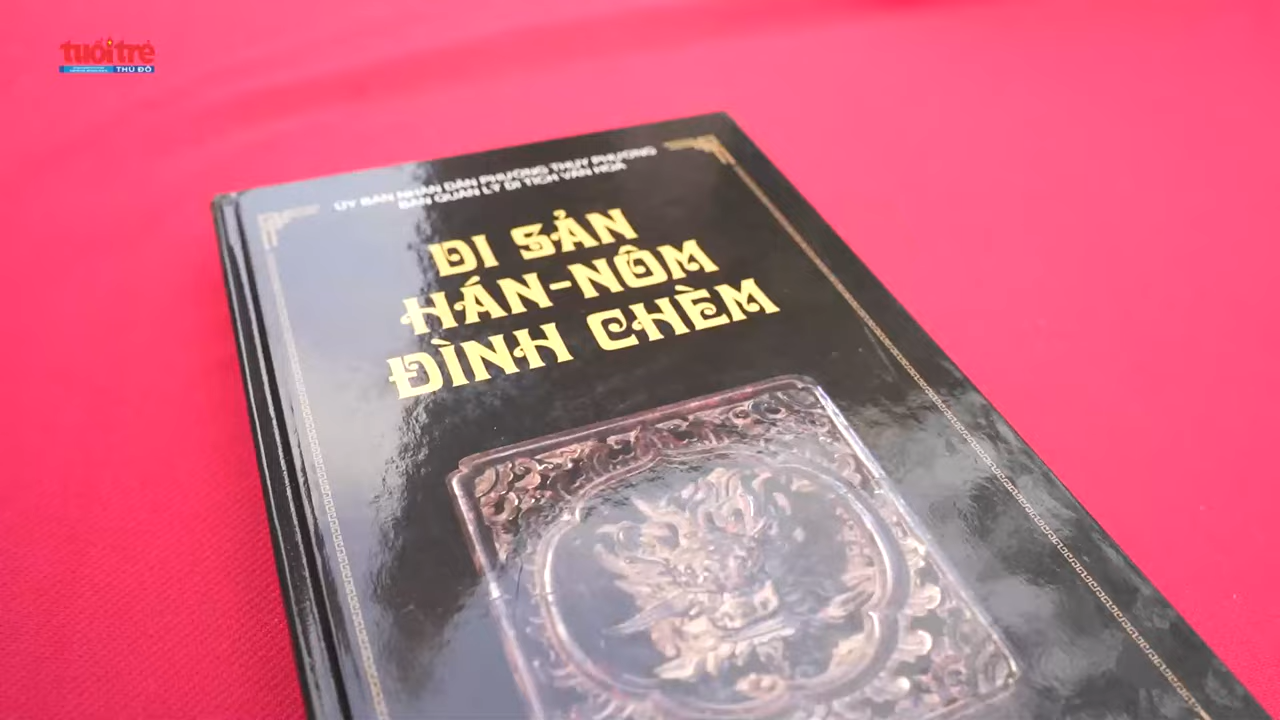 tuổi trẻ
THỦ ĐÔ
ỦY BAN NHÂN DÂN PHƯỜNG THỤY PHƯƠNG
BAN QUẢN LÝ DI TÍCH VĂN HÓA
DI SẢN
HÁN-NÔM
ĐÌNH CHÈM